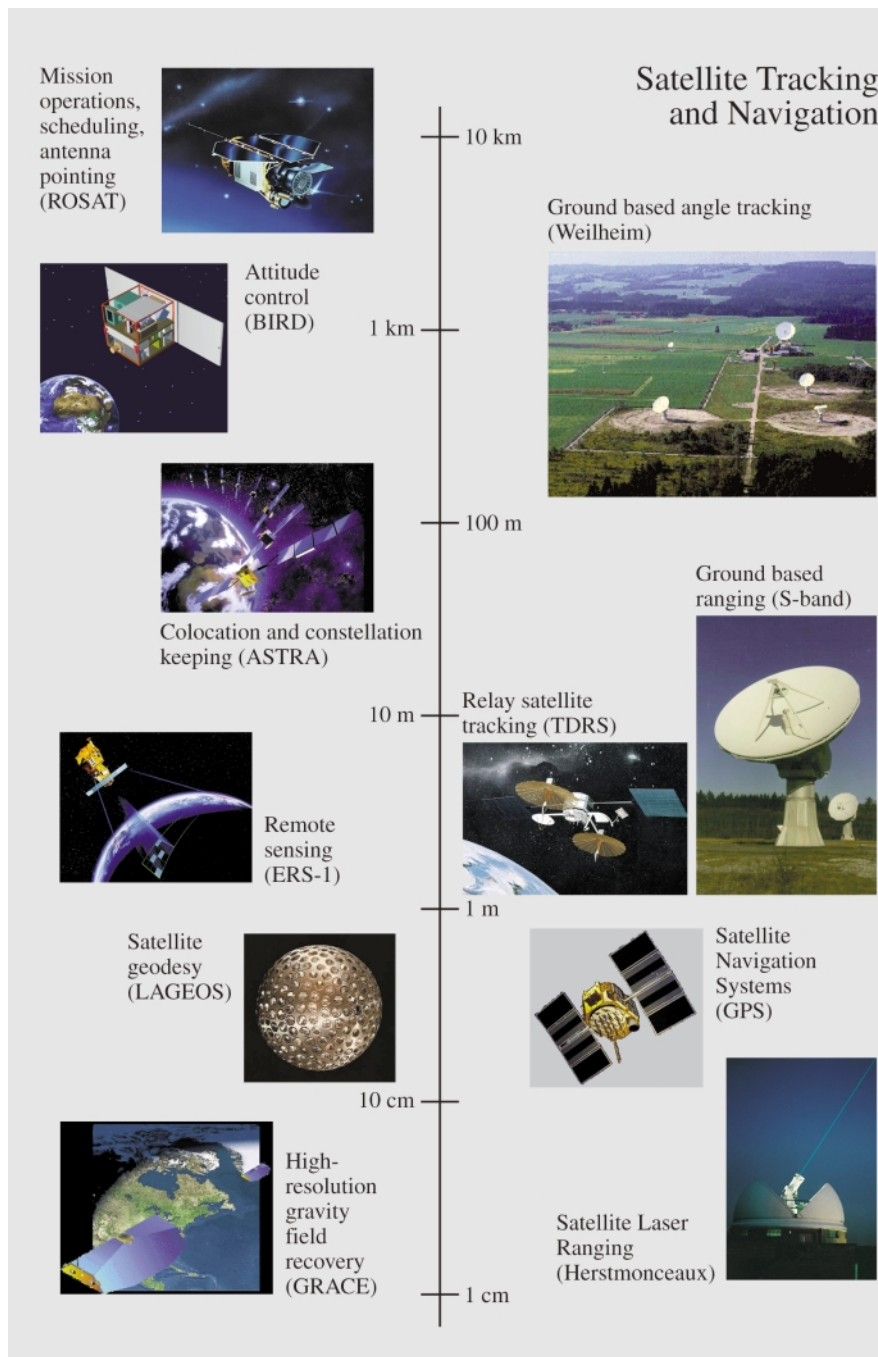 Satellite Tracking
and Navigation
Mission
operations,
scheduling,
antenna
pointing
(ROSAT)
10 km
Ground based angle tracking
(Weilheim)
Attitude
control
(BIRD)
1 km
100 m
Ground based
ranging (S-band)
Colocation and constellation
keeping (ASTRA)
10 m
Relay satellite
tracking (TDRS)
Remote
sensing
(ERS-1)
1 m
Satellite
geodesy
(LAGEOS)
Satellite
Navigation
Systems
(GPS)
10 cm
High-
resolution
gravity
field
recovery
(GRACE)
Satellite Laser
Ranging
(Herstmonceaux)
1 cm